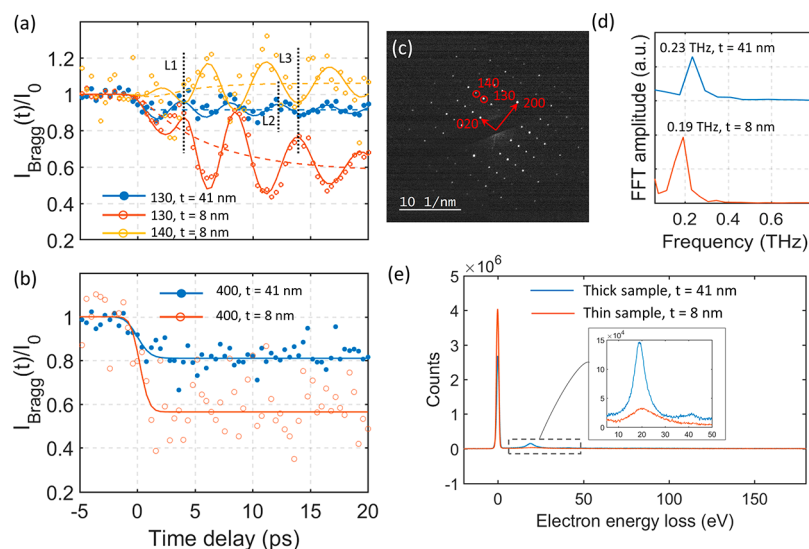 (a)
I_Bragg(t)/I_0
1.2
1
0.8
0.6
0.4
0.2
L1
L3
L2
130, t = 41 nm
130, t = 8 nm
140, t = 8 nm
(b)
I_Bragg(t)/I_0
1
0.8
0.6
0.4
0.2
400, t = 41 nm
400, t = 8 nm
-5
0
5
10
15
20
Time delay (ps)
(c)
140
130
200
020
10 1/nm
(d)
FFT amplitude (a.u.)
0.23 THz, t = 41 nm
0.19 THz, t = 8 nm
0.2
0.4
0.6
Frequency (THz)
(e)
×10^6
Counts
5
4
3
2
1
0
-1
0
50
100
150
Electron energy loss (eV)
Thick sample, t = 41 nm
Thin sample, t = 8 nm
×10^4
15
10
5
0
10
20
30
40
50